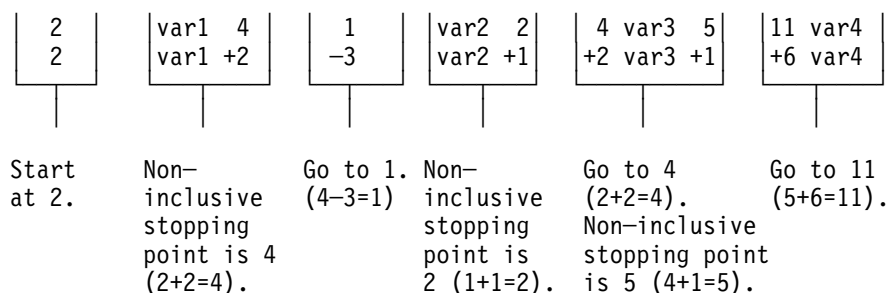 2 var1 4 1 var2 2 4 var3 5 11 var4
2 var1 +2 –3 var2 +1 +2 var3 +1 +6 var4
Start Non– Go to 1. Non– Go to 4 Go to 11
at 2. inclusive (4–3=1) inclusive (2+2=4). (5+6=11).
stopping stopping Non–inclusive
point is 4 point is stopping point
(2+2=4). 2 (1+1=2). is 5 (4+1=5).